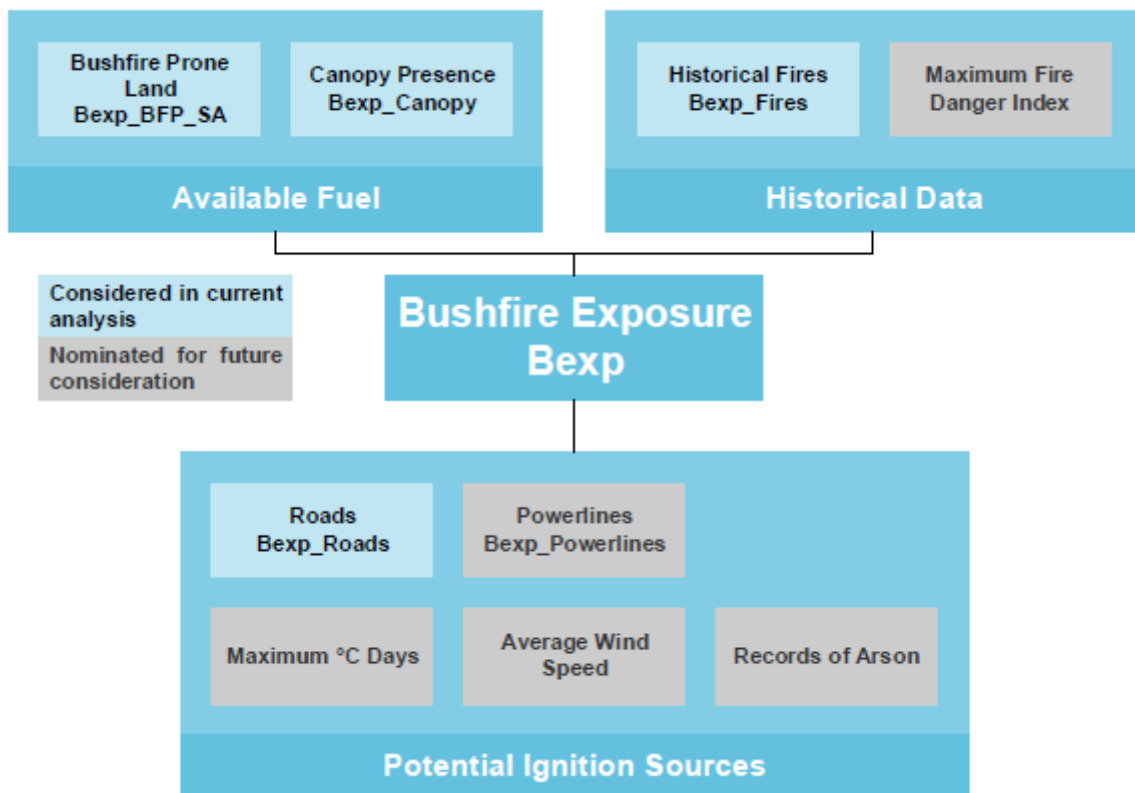 Bushfire Prone
Land
Bexp_BFP_SA
Canopy Presence
Bexp_Canopy
Available Fuel
Historical Fires
Bexp_Fires
Maximum Fire
Danger Index
Historical Data
Considered in current
analysis
Nominated for future
consideration
Bushfire Exposure
Bexp
Roads
Bexp_Roads
Powerlines
Bexp_Powerlines
Maximum °C Days
Average Wind
Speed
Records of Arson
Potential Ignition Sources